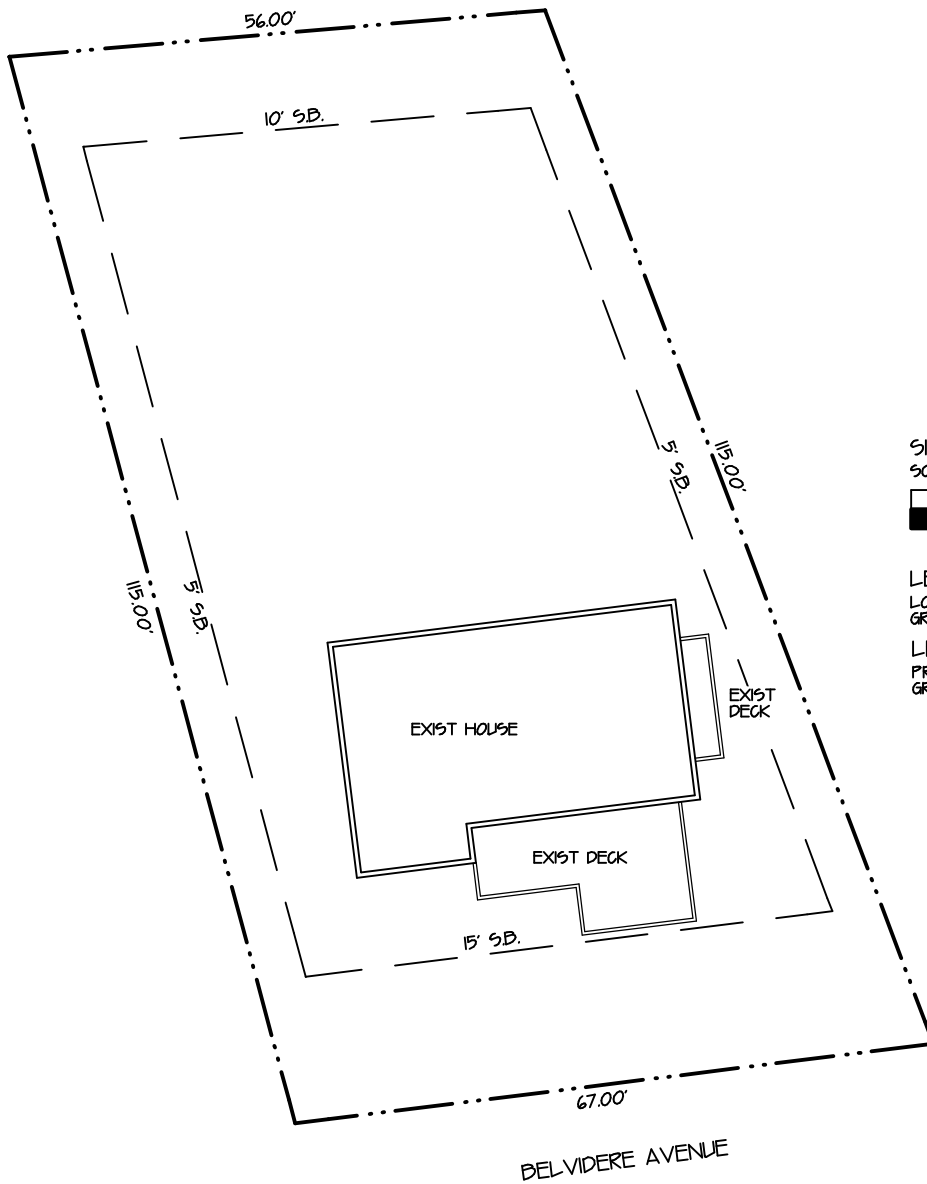 56.00'
10' S.B.
5' S.B.
115.00'
115.00'
5' S.B.
EXIST HOUSE
EXIST
DECK
EXIST DECK
15' S.B.
67.00'
BELVIDERE AVENUE